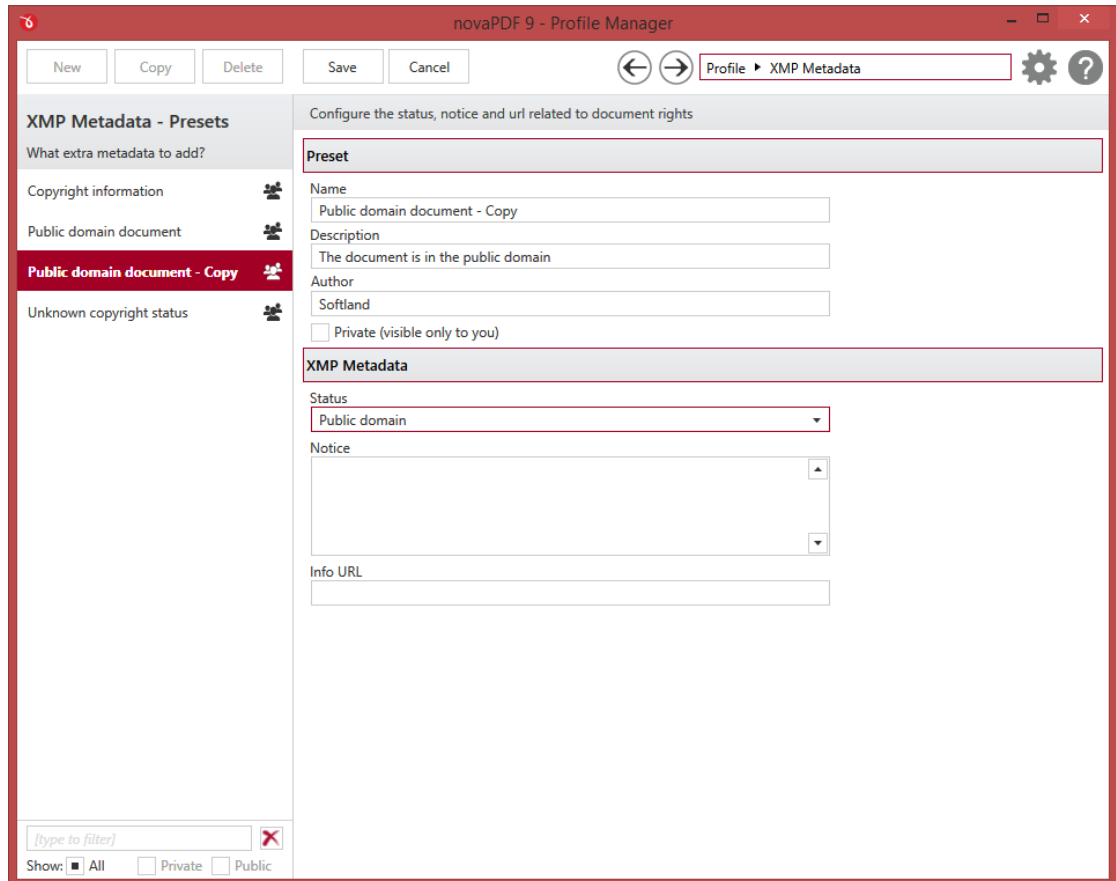 novaPDF 9 - Profile Manager
New Copy Delete Save Cancel Profile XMP Metadata
XMP Metadata - Presets
What extra metadata to add?
Copyright information
Public domain document
Public domain document - Copy
Unknown copyright status
[type to filter]
Show: All Private Public
Configure the status, notice and url related to document rights
Preset
Name
Public domain document - Copy
Description
The document is in the public domain
Author
Softland
Private (visible only to you)
XMP Metadata
Status
Public domain
Notice
Info URL